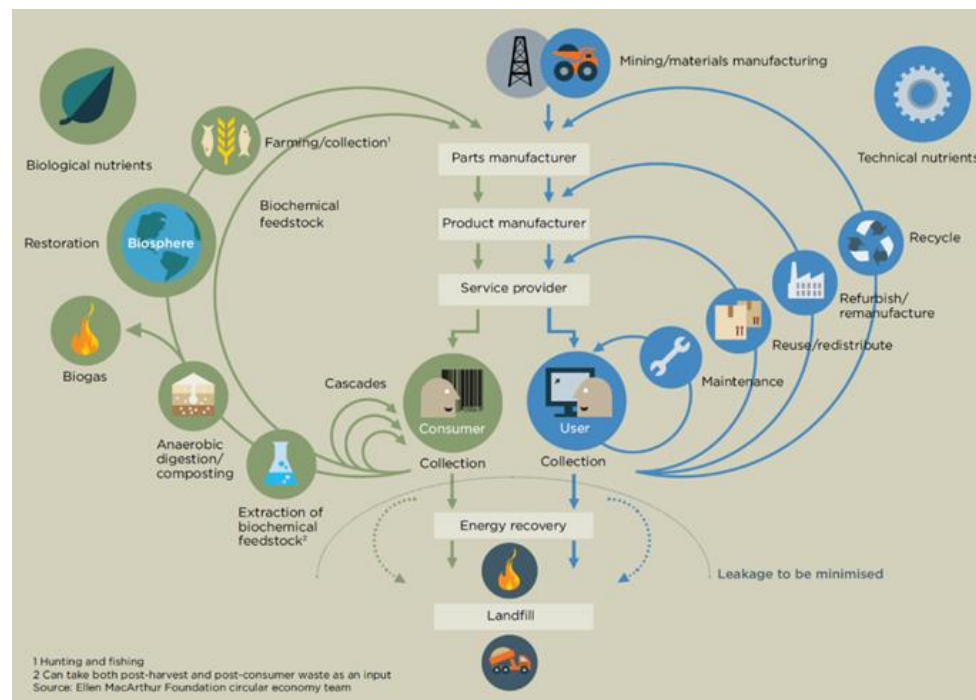 Mining/materials manufacturing
Biological nutrients
Technical nutrients
Farming/collection¹
Parts manufacturer
Biochemical
feedstock
Product manufacturer
Restoration
Biosphere
Recycle
Service provider
Refurbish/
remanufacture
Reuse/redistribute
Biogas
Maintenance
Cascades
Consumer
User
Anaerobic
digestion/
composting
Collection
Collection
Extraction of
biochemical
feedstock²
Energy recovery
Leakage to be minimised
Landfill
1 Hunting and fishing
2 Can take both post-harvest and post-consumer waste as an input
Source: Ellen MacArthur Foundation circular economy team